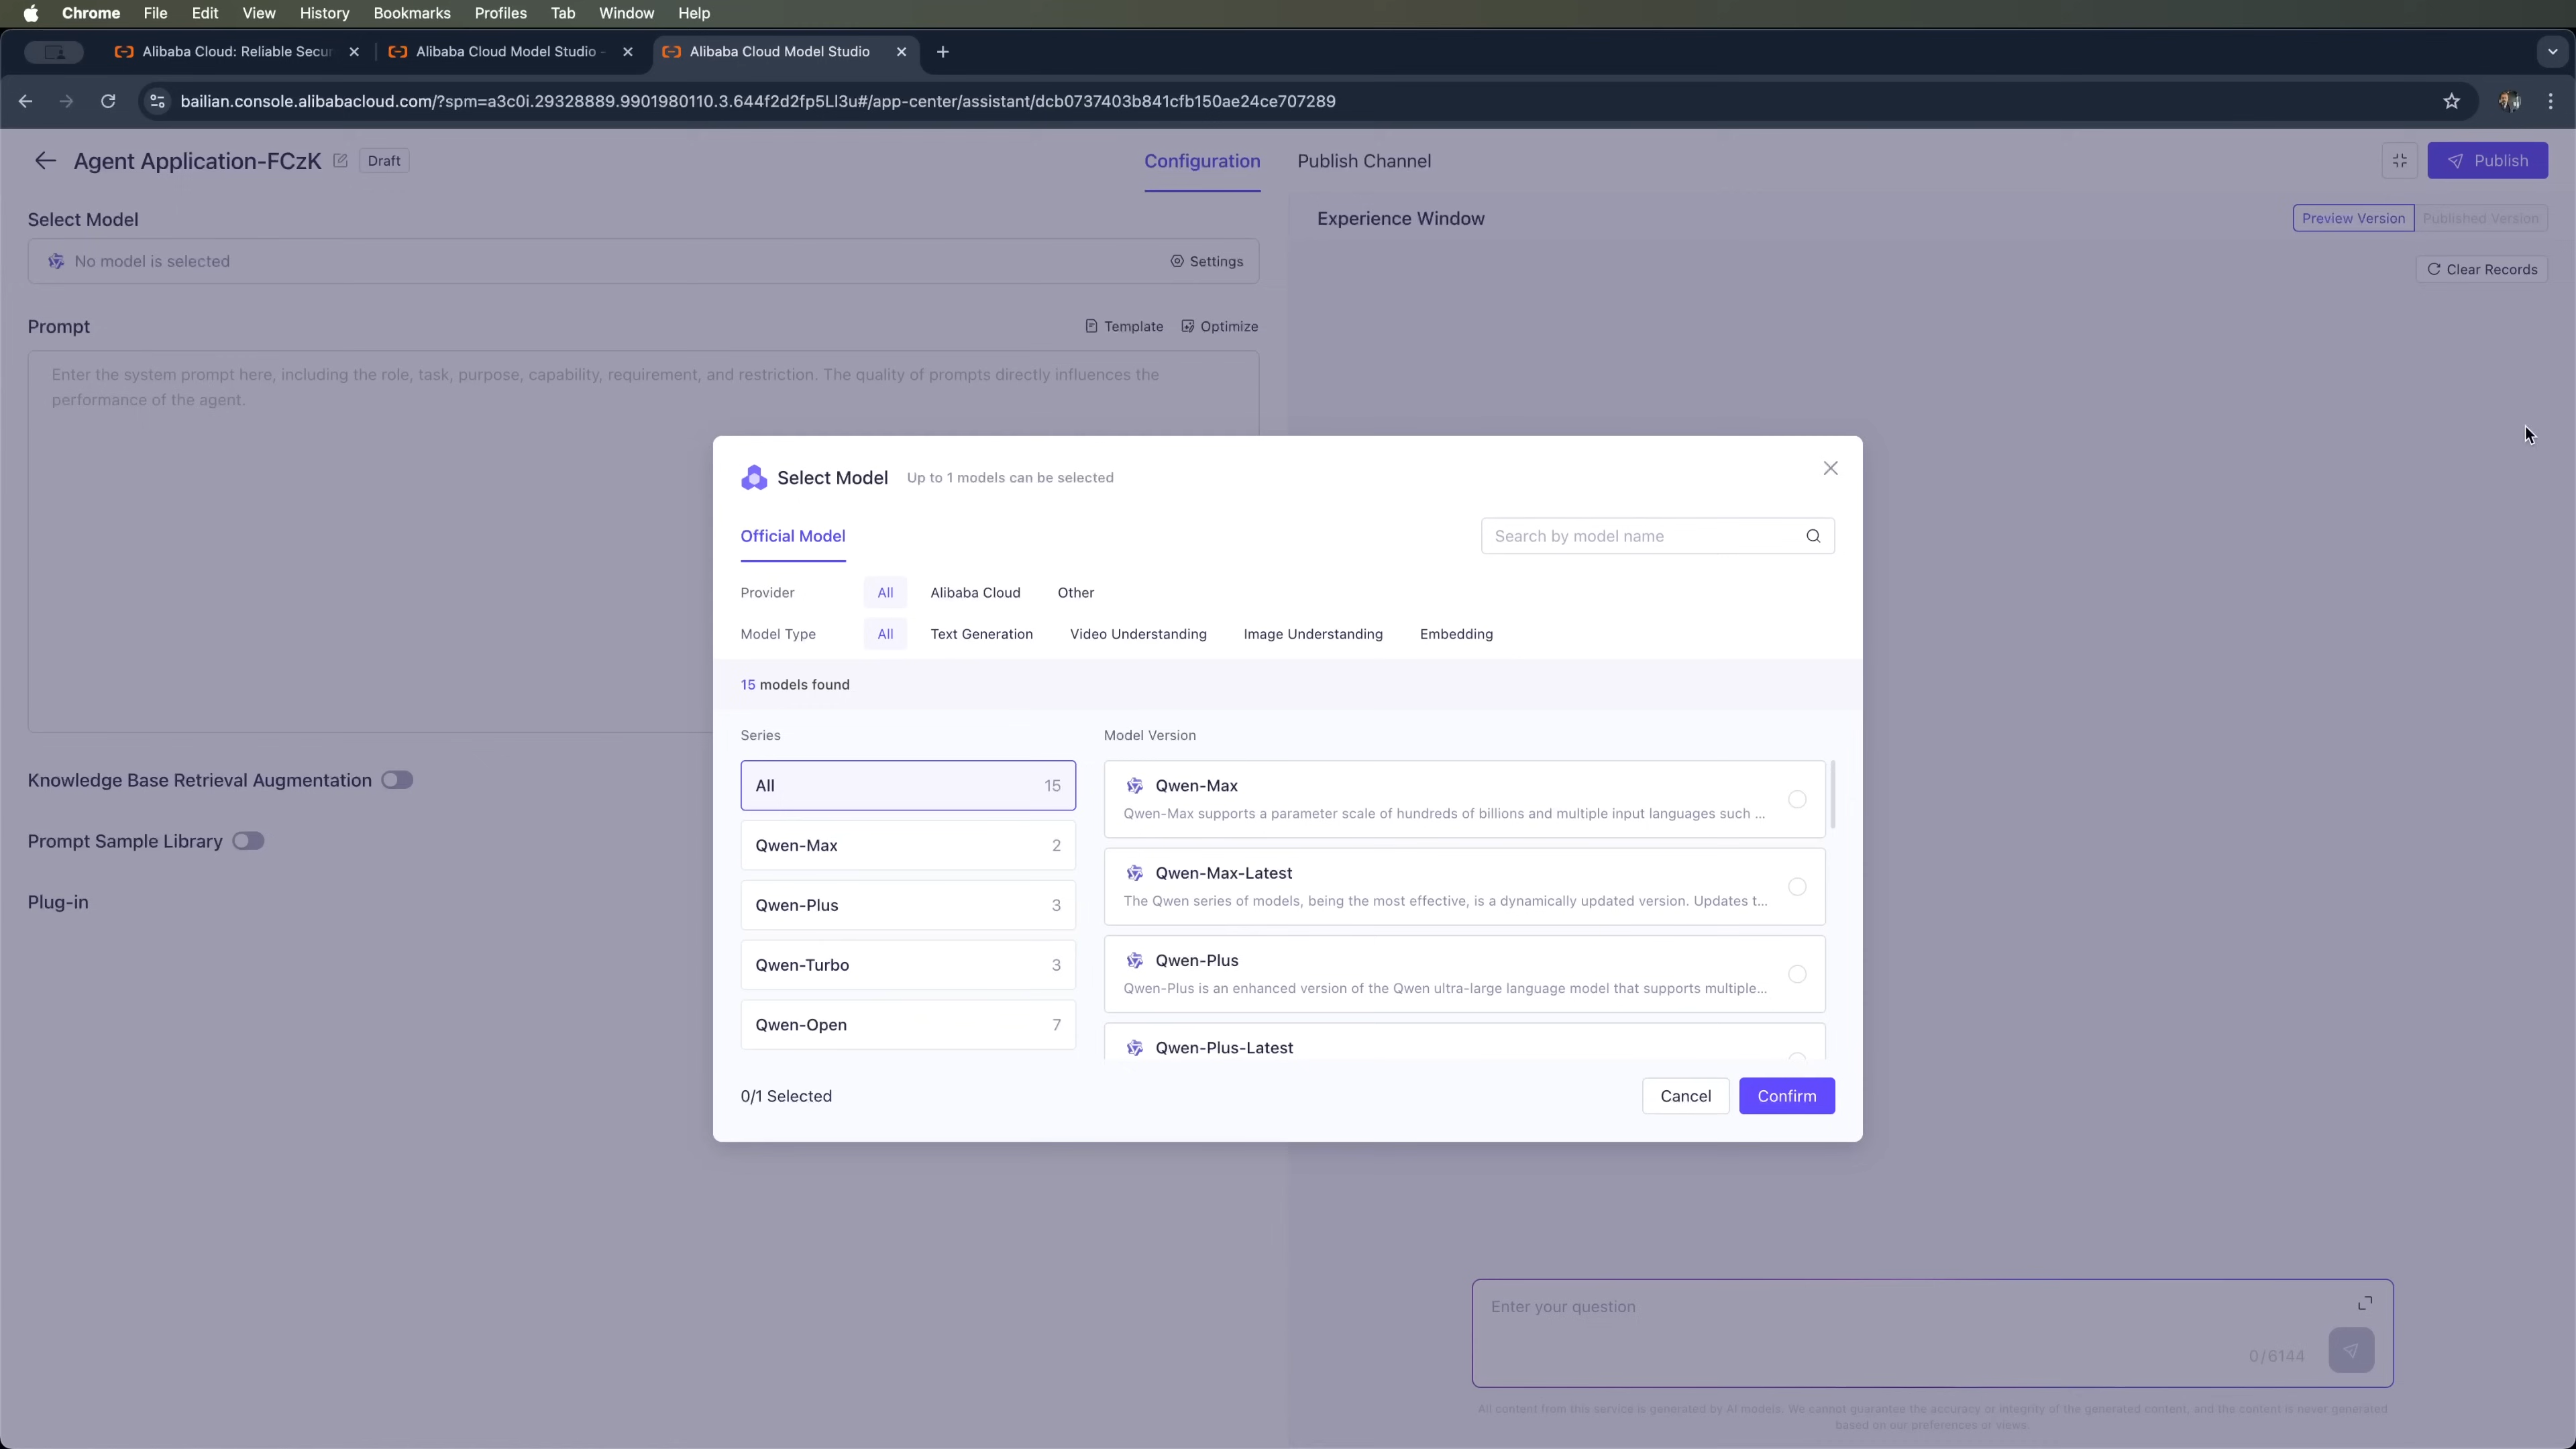 Chrome File Edit View History Bookmarks Profiles Tab Window Help
Alibaba Cloud: Reliable Secur
Alibaba Cloud Model Studio -
Alibaba Cloud Model Studio
bailian.console.alibabacloud.com/?spm=a3c0i.29328889.9901980110.3.644f2d2fp5Ll3u#/app-center/assistant/dcb0737403b841cfb150ae24ce707289
Agent Application-FCzK
Draft
Configuration
Publish Channel
Publish
Select Model
Experience Window
Preview Version
Published Version
No model is selected
Settings
Clear Records
Prompt
Template
Optimize
Enter the system prompt here, including the role, task, purpose, capability, requirement, and restriction. The quality of prompts directly influences the
performance of the agent.
Knowledge Base Retrieval Augmentation
Prompt Sample Library
Plug-in
Select Model
Up to 1 models can be selected
Official Model
Search by model name
Provider All Alibaba Cloud Other
Model Type All Text Generation Video Understanding Image Understanding Embedding
15 models found
Series
All 15
Qwen-Max 2
Qwen-Plus 3
Qwen-Turbo 3
Qwen-Open 7
Model Version
Qwen-Max
Qwen-Max supports a parameter scale of hundreds of billions and multiple input languages such ...
Qwen-Max-Latest
The Qwen series of models, being the most effective, is a dynamically updated version. Updates t...
Qwen-Plus
Qwen-Plus is an enhanced version of the Qwen ultra-large language model that supports multiple...
Qwen-Plus-Latest
0/1 Selected
Cancel
Confirm
Enter your question
0/6144
All content from this service is generated by AI models. We cannot guarantee the accuracy or integrity of the generated content, and the content is never generated
based on our preferences or views.